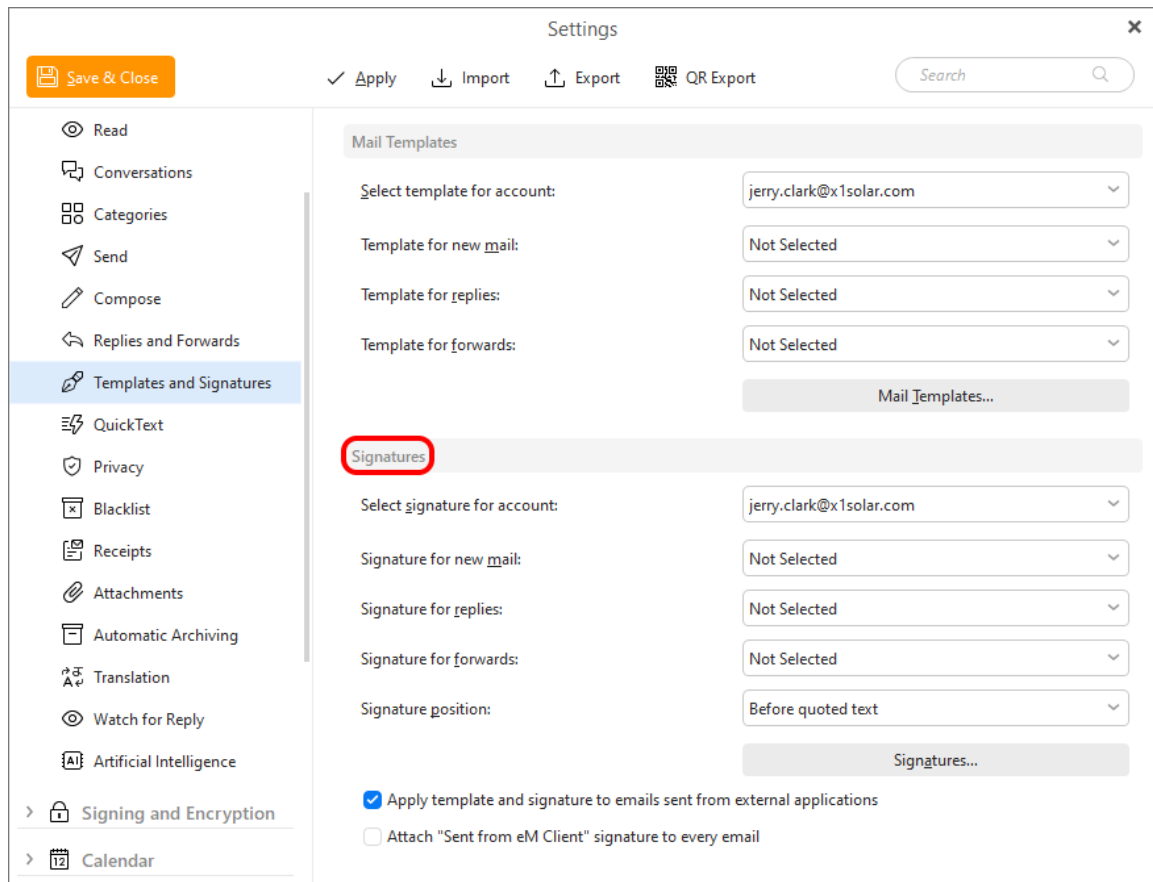 Settings
Save & Close
Apply
Import
Export
QR Export
Search
Read
Conversations
Categories
Send
Compose
Replies and Forwards
Templates and Signatures
QuickText
Privacy
Blacklist
Receipts
Attachments
Automatic Archiving
Translation
Watch for Reply
AI Artificial Intelligence
Signing and Encryption
12 Calendar
Mail Templates
Select template for account: jerry.clark@x1solar.com
Template for new mail: Not Selected
Template for replies: Not Selected
Template for forwards: Not Selected
Mail Templates...
Signatures
Select signature for account: jerry.clark@x1solar.com
Signature for new mail: Not Selected
Signature for replies: Not Selected
Signature for forwards: Not Selected
Signature position: Before quoted text
Signatures...
Apply template and signature to emails sent from external applications
Attach "Sent from eM Client" signature to every email